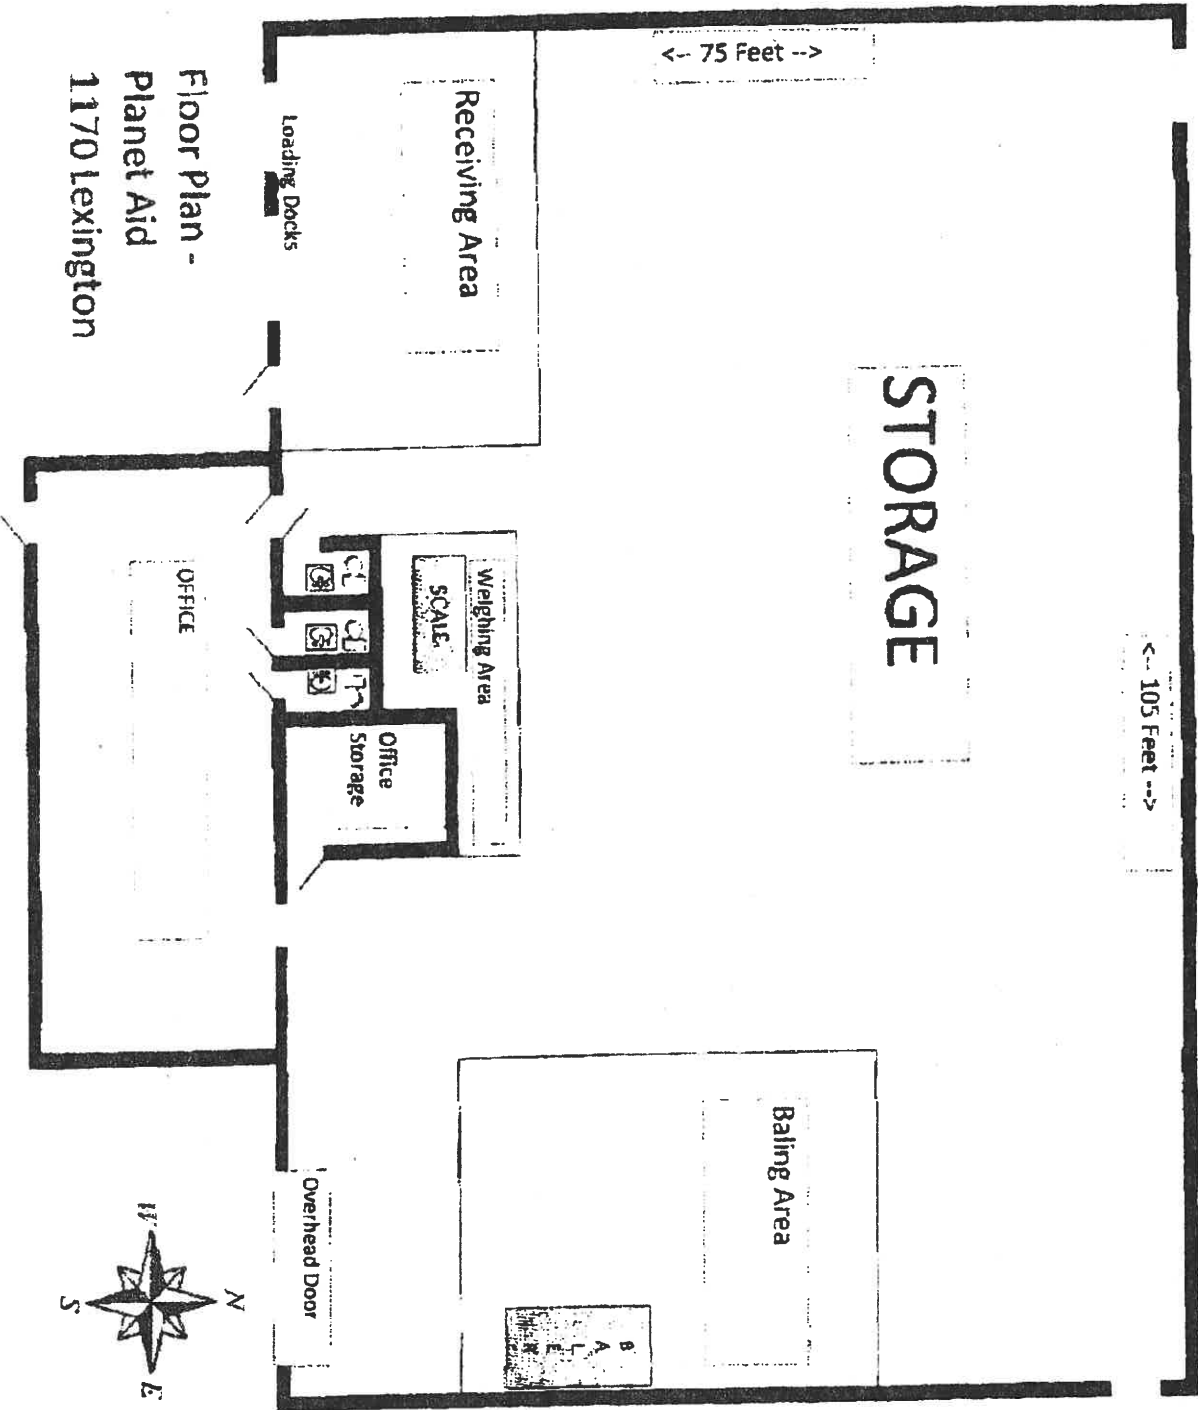 <-- 75 Feet -->
<-- 105 Feet -->
STORAGE
Receiving Area
Loading Docks
Weighing Area
SCALE
Office
Storage
OFFICE
Baling Area
BALER
Overhead Door
Floor Plan -
Planet Aid
1170 Lexington
N
W
E
S